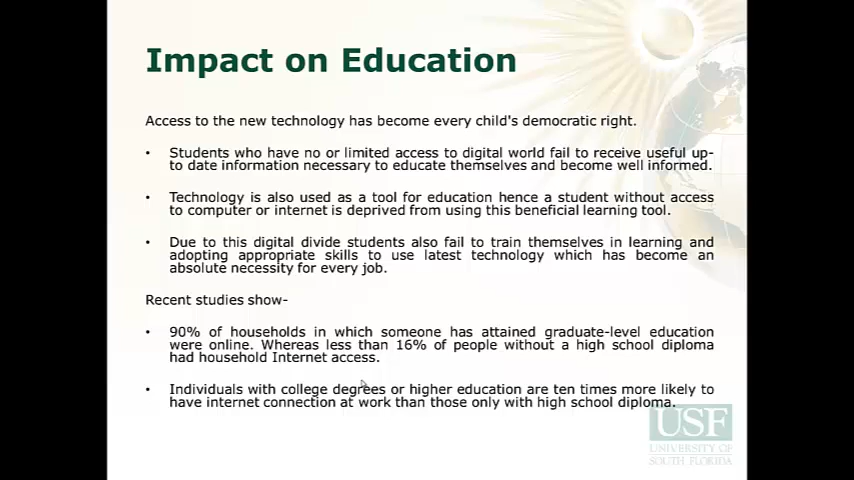 Impact on Education
Access to the new technology has become every child's democratic right.
• Students who have no or limited access to digital world fail to receive useful up-
to date information necessary to educate themselves and become well informed.
• Technology is also used as a tool for education hence a student without access
to computer or internet is deprived from using this beneficial learning tool.
• Due to this digital divide students also fail to train themselves in learning and
adopting appropriate skills to use latest technology which has become an
absolute necessity for every job.
Recent studies show-
• 90% of households in which someone has attained graduate-level education
were online. Whereas less than 16% of people without a high school diploma
had household Internet access.
• Individuals with college degrees or higher education are ten times more likely to
have internet connection at work than those only with high school diploma.
USF
UNIVERSITY OF
SOUTH FLORIDA